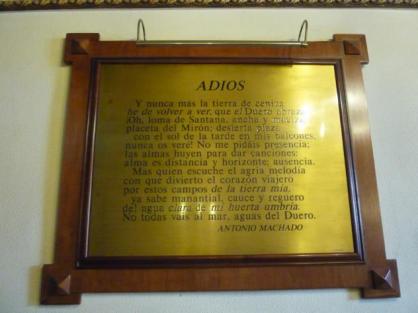 ADIOS
Y nunca más la tierra de ceniza
he de volver a ver, que el Duero abraza.
¡Oh, loma de Santana, ancha y maciza;
placeta del Mirón; desierta plaza
con el sol de la tarde en mis balcones,
nunca os veré! No me pidáis presencia;
las almas huyen para dar canciones:
alma es distancia y horizonte; ausencia.
Mas quien escuche el agria melodía
con que divierto el corazón viajero
por estos campos de la tierra mía,
ya sabe manantial, cauce y reguero
del agua clara de mi huerta umbría.
No todas vais al mar, aguas del Duero.
ANTONIO MACHADO